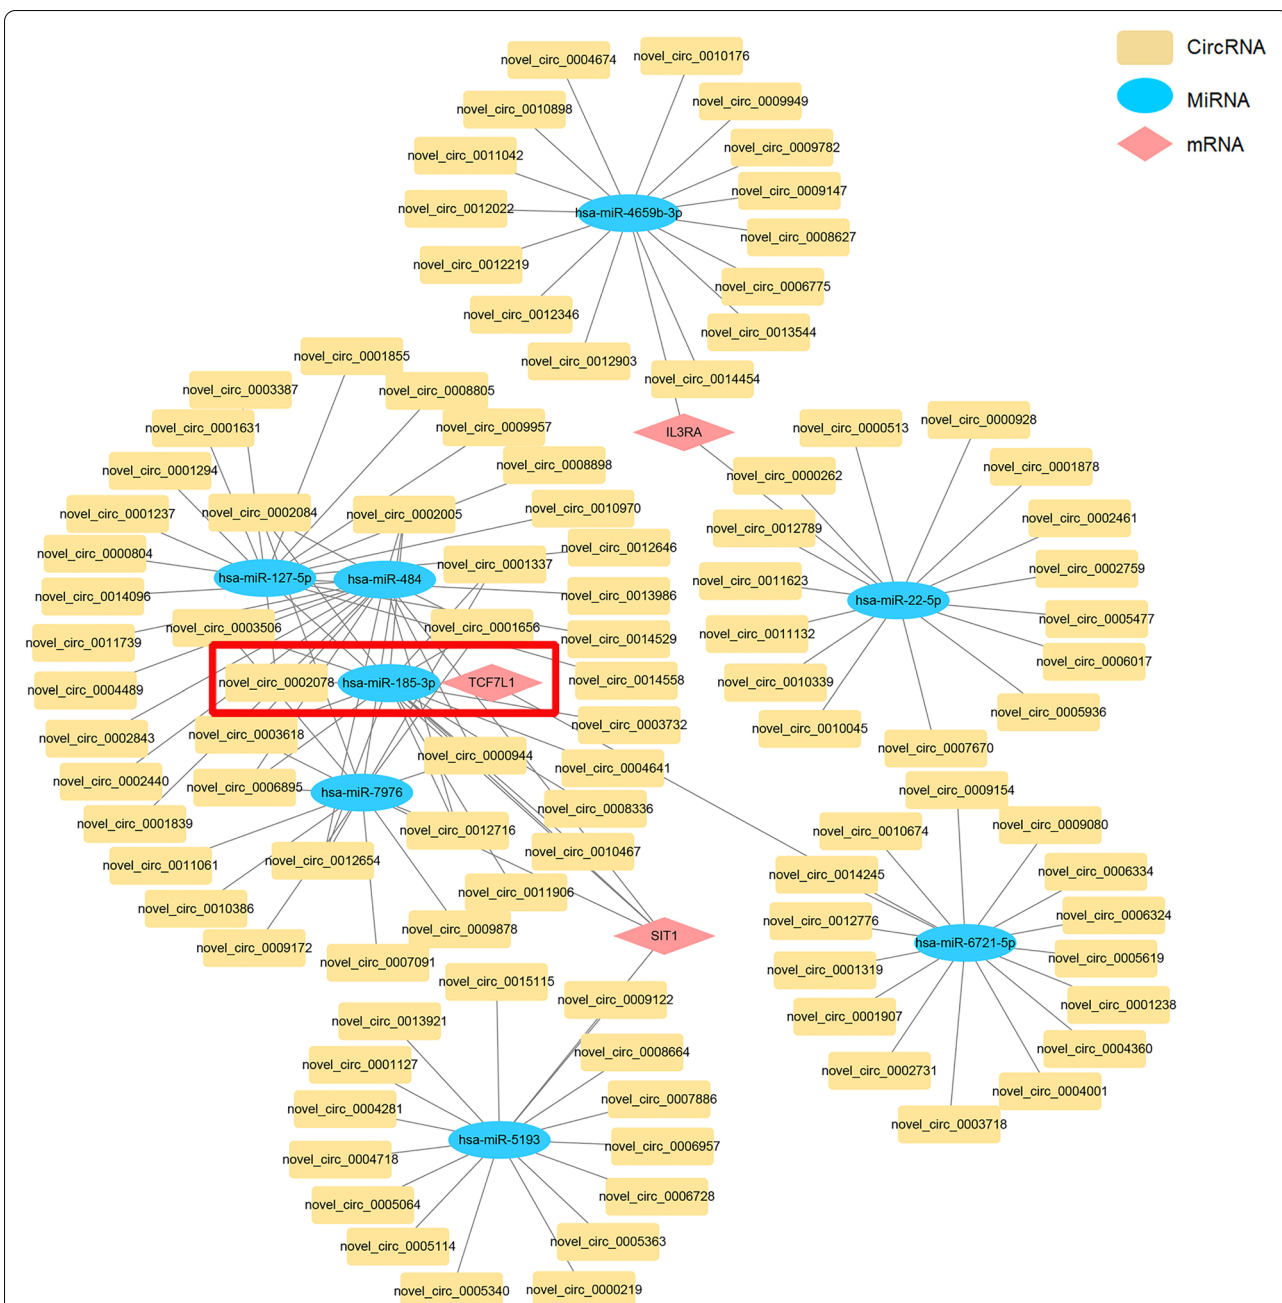 CircRNA
MiRNA
mRNA
novel_circ_0004674
novel_circ_0010176
novel_circ_0010898
novel_circ_0009949
novel_circ_0011042
novel_circ_0009782
novel_circ_0009147
novel_circ_0012022
hsa-miR-4659b-3p
novel_circ_0008627
novel_circ_0012219
novel_circ_0006775
novel_circ_0012346
novel_circ_0013544
novel_circ_0012903
novel_circ_0014454
IL3RA
novel_circ_0001855
novel_circ_0003387
novel_circ_0008805
novel_circ_0001631
novel_circ_0009957
novel_circ_0001294
novel_circ_0008898
novel_circ_0001237
novel_circ_0002084
novel_circ_0002005
novel_circ_0010970
novel_circ_0000804
novel_circ_0012646
novel_circ_0001337
hsa-miR-127-5p
hsa-miR-484
novel_circ_0014096
novel_circ_0013986
novel_circ_0003506
novel_circ_0001656
novel_circ_0011739
novel_circ_0014529
novel_circ_0002078
hsa-miR-185-3p
TCF7L1
novel_circ_0014558
novel_circ_0004489
novel_circ_0003732
novel_circ_0002843
novel_circ_0003618
novel_circ_0000944
novel_circ_0004641
novel_circ_0002440
novel_circ_0006895
hsa-miR-7976
novel_circ_0008336
novel_circ_0001839
novel_circ_0012716
novel_circ_0010467
novel_circ_0011061
novel_circ_0012654
novel_circ_0011906
novel_circ_0010386
novel_circ_0009878
novel_circ_0009172
novel_circ_0007091
SIT1
novel_circ_0000513
novel_circ_0000928
novel_circ_0000262
novel_circ_0001878
novel_circ_0012789
novel_circ_0002461
novel_circ_0011623
novel_circ_0002759
hsa-miR-22-5p
novel_circ_0005477
novel_circ_0011132
novel_circ_0006017
novel_circ_0010339
novel_circ_0005936
novel_circ_0010045
novel_circ_0007670
novel_circ_0009154
novel_circ_0010674
novel_circ_0009080
novel_circ_0014245
novel_circ_0006334
novel_circ_0012776
novel_circ_0006324
hsa-miR-6721-5p
novel_circ_0005619
novel_circ_0001319
novel_circ_0001238
novel_circ_0001907
novel_circ_0004360
novel_circ_0002731
novel_circ_0004001
novel_circ_0003718
novel_circ_0015115
novel_circ_0009122
novel_circ_0013921
novel_circ_0008664
novel_circ_0001127
novel_circ_0007886
novel_circ_0004281
hsa-miR-5193
novel_circ_0006957
novel_circ_0004718
novel_circ_0006728
novel_circ_0005064
novel_circ_0005363
novel_circ_0005114
novel_circ_0005340
novel_circ_0000219